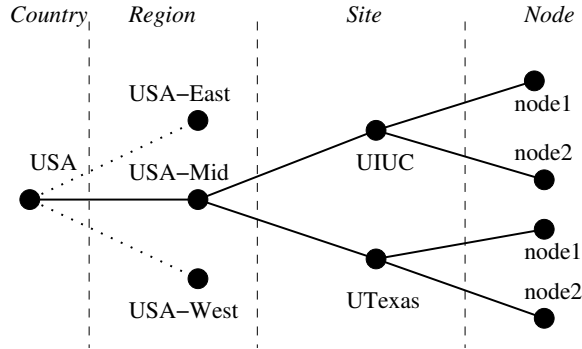 Country Region Site Node
USA-East
node1
USA
USA-Mid
UIUC
node2
node1
USA-West
UTexas
node2